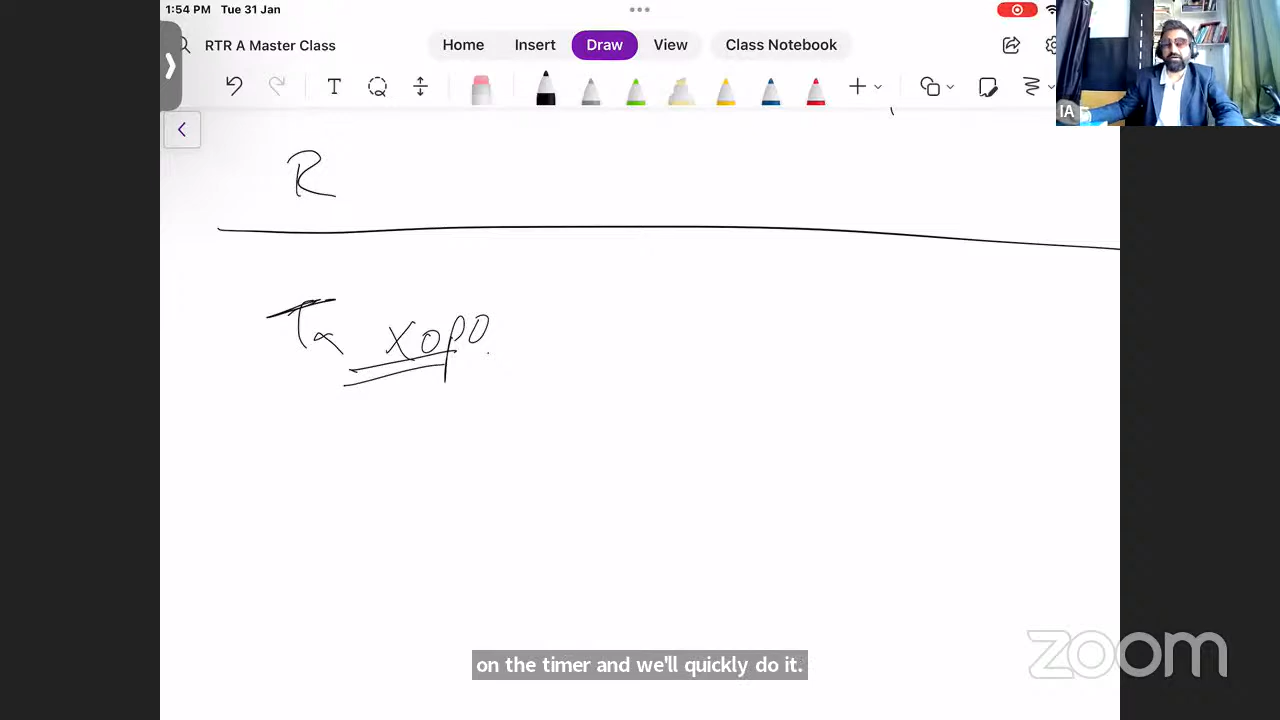 1:54 PM Tue 31 Jan
RTR A Master Class
Home Insert Draw View Class Notebook
T
IA
R
Tx XOPO
on the timer and we'll quickly do it.
zoom